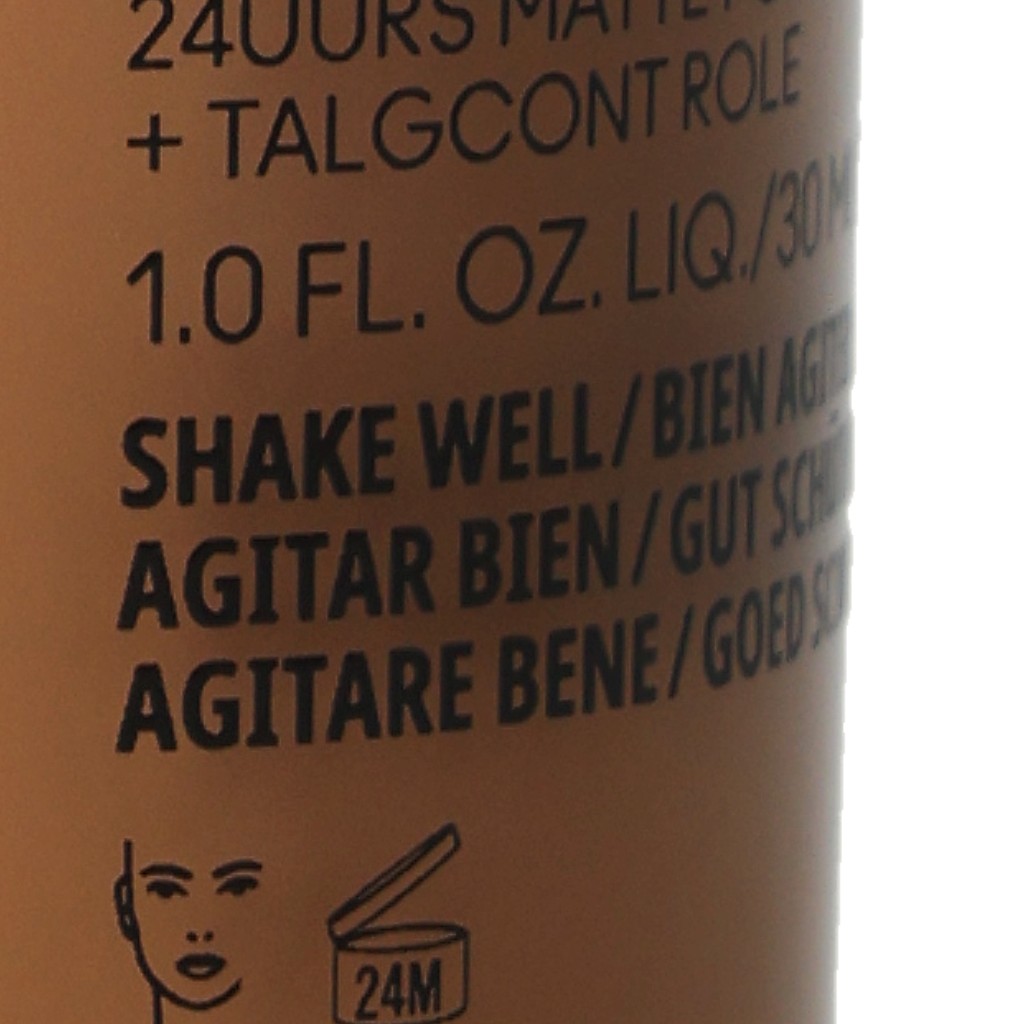 24UURS
+ TALGCONTROLE
1.0 FL. OZ. LIQ./30
SHAKE WELL/BIEN
AGITAR BIEN/GUT
AGITARE BENE/GOED
24M